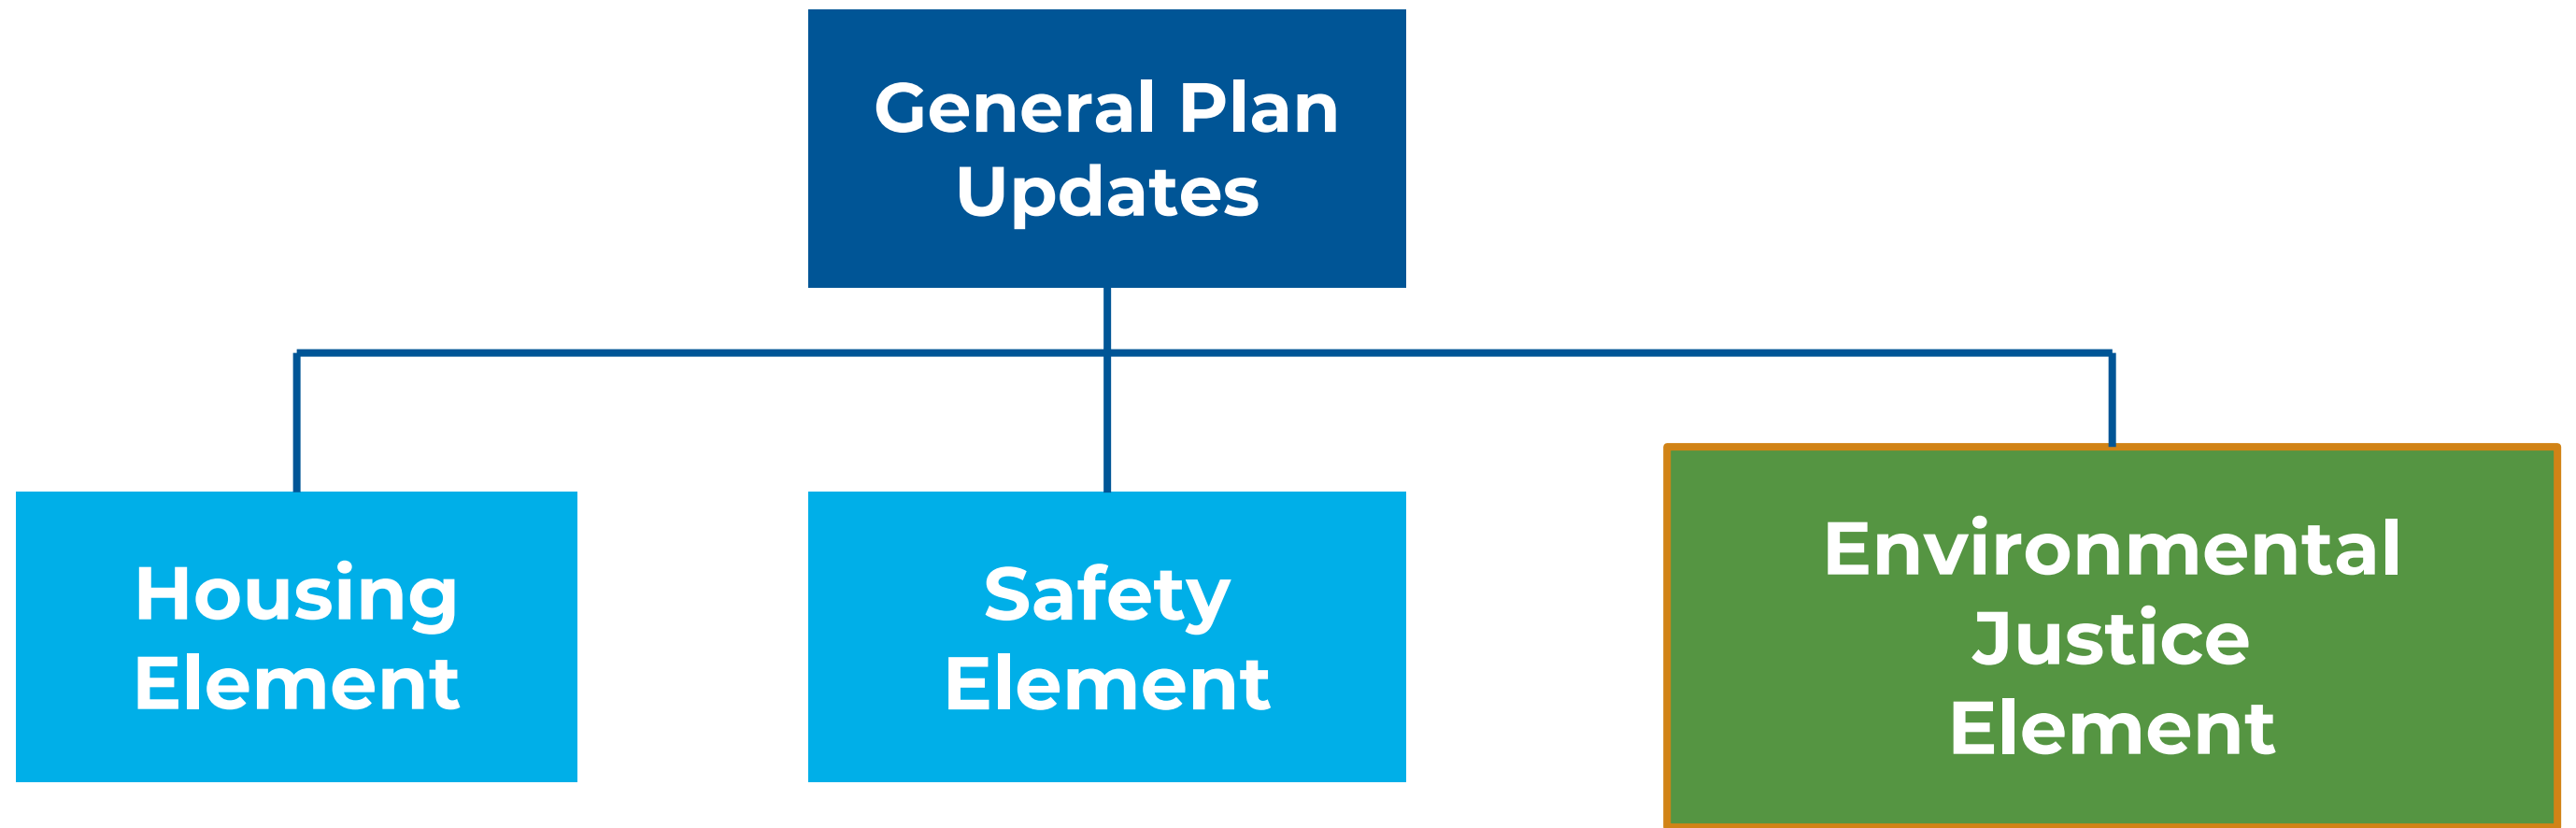 General Plan
Updates
Housing
Element
Safety
Element
Environmental
Justice
Element